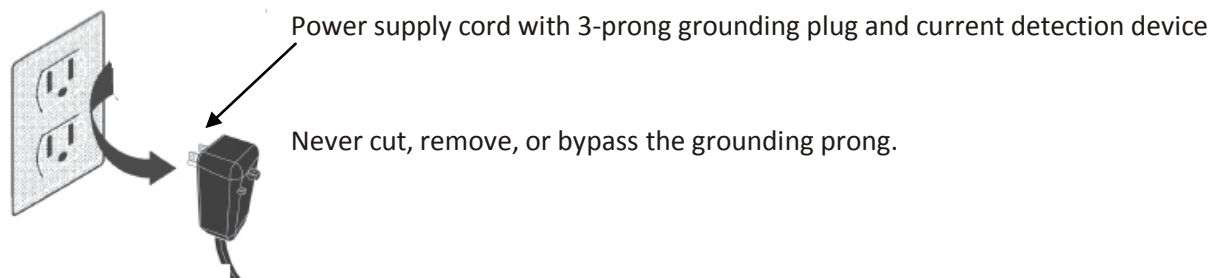 Power supply cord with 3-prong grounding plug and current detection device
Never cut, remove, or bypass the grounding prong.